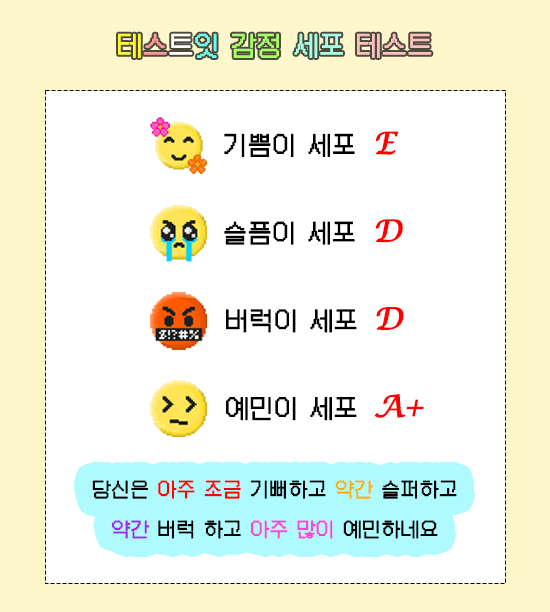 테스트잇 감정 세포 테스트
기쁨이 세포 E
슬픔이 세포 D
버럭이 세포 D
&!?#%
예민이 세포 A+
당신은 아주 조금 기뻐하고 약간 슬퍼하고
약간 버럭 하고 아주 많이 예민하네요